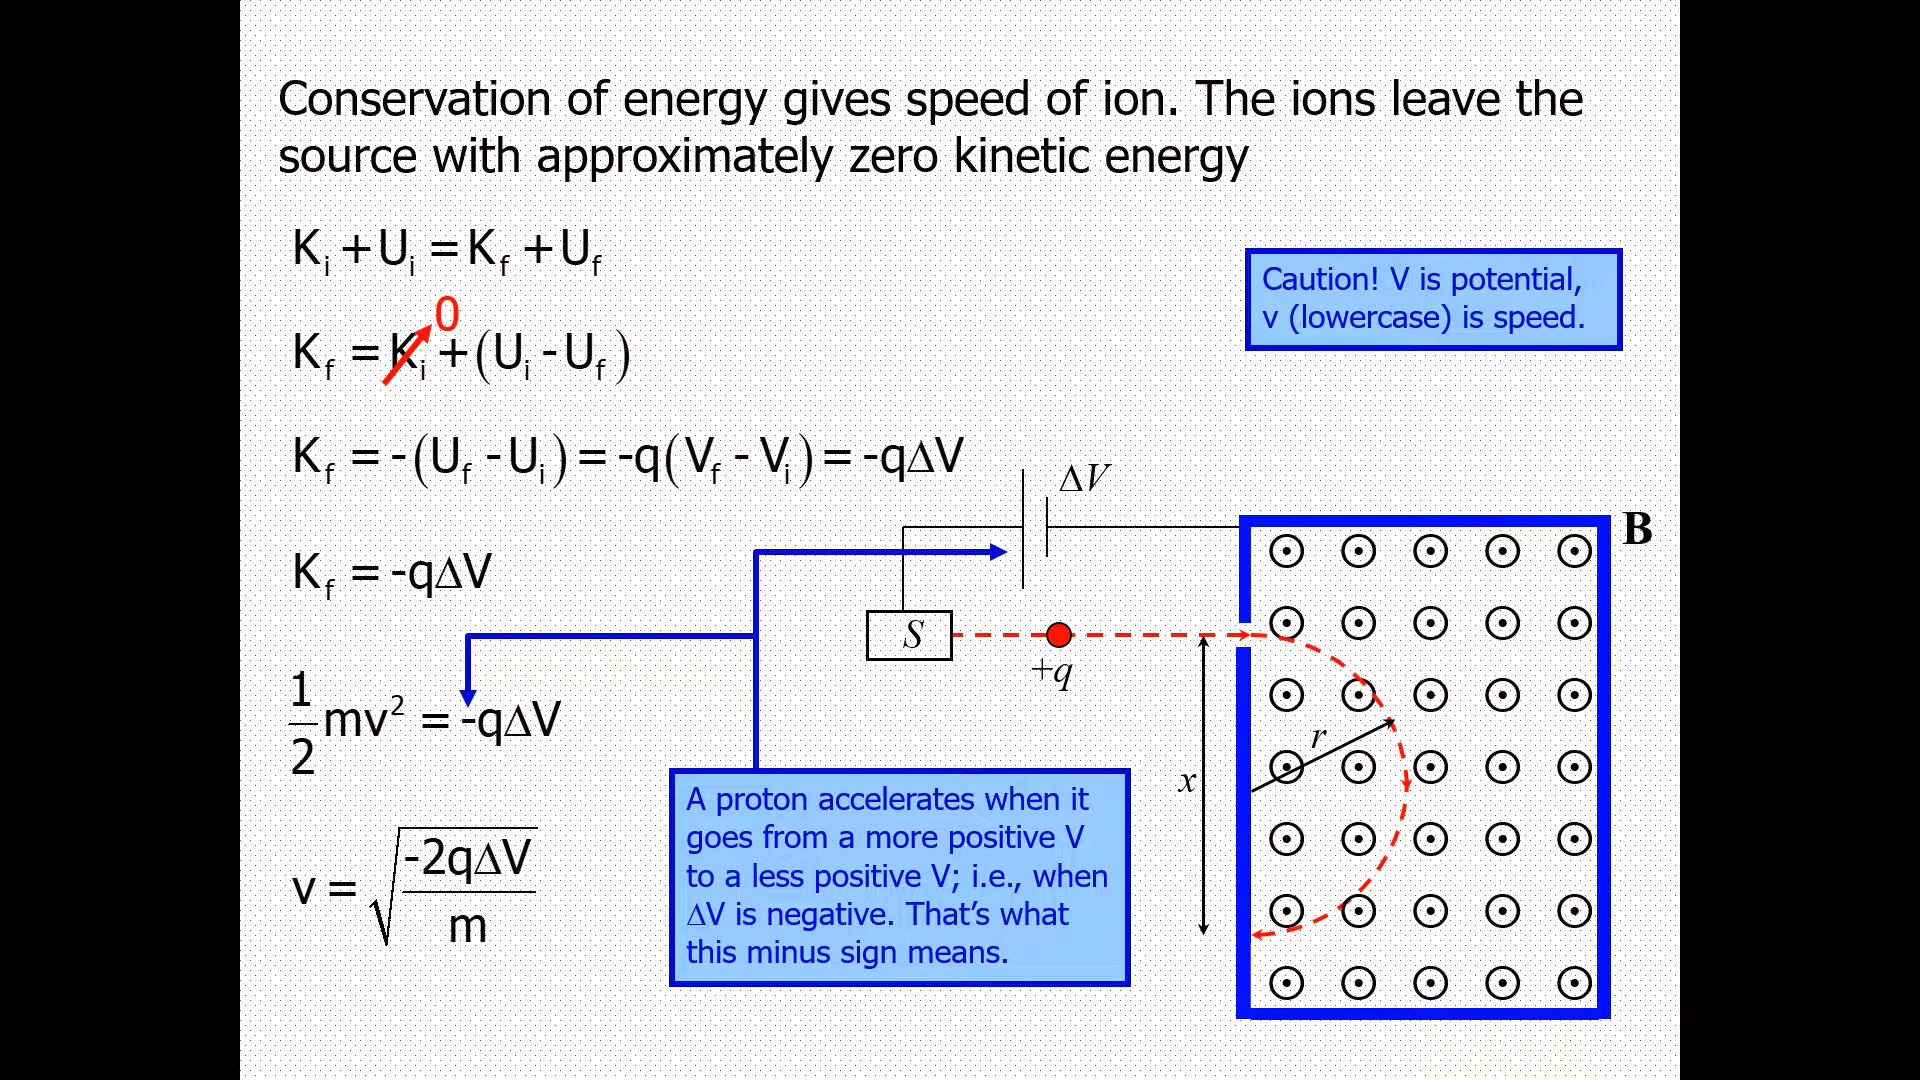 Conservation of energy gives speed of ion. The ions leave the
source with approximately zero kinetic energy
K_i + U_i = K_f + U_f
Caution! V is potential,
v (lowercase) is speed.
0
K_f = K_i + (U_i - U_f)
K_f = -(U_f - U_i) = -q(V_f - V_i) = -qΔV
ΔV
B
K_f = -qΔV
S
+q
1/2 mv² = -qΔV
r
x
A proton accelerates when it
goes from a more positive V
to a less positive V; i.e., when
ΔV is negative. That's what
this minus sign means.
v = √(-2qΔV/m)